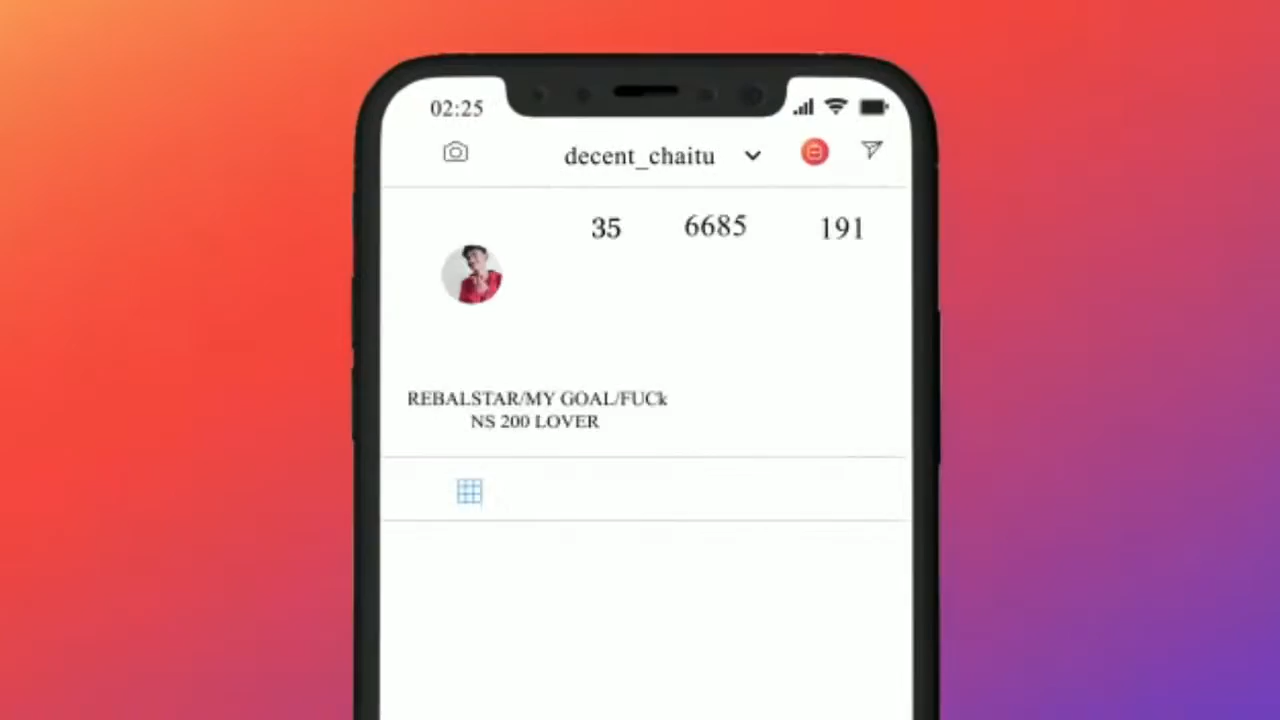 02:25
decent_chaitu
35 6685 191
REBALSTAR/MY GOAL/FUCk
NS 200 LOVER